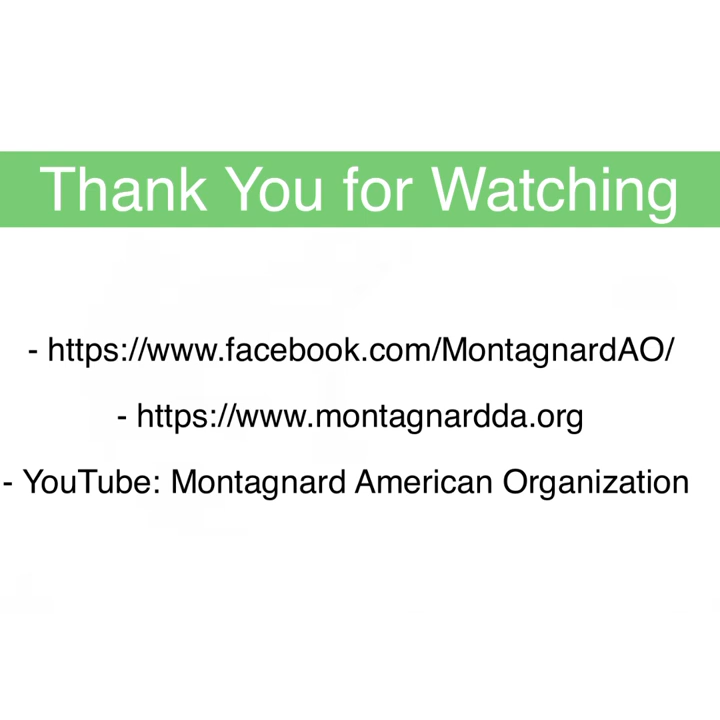 Thank You for Watching
- https://www.facebook.com/MontagnardAO/
- https://www.montagnardda.org
- YouTube: Montagnard American Organization